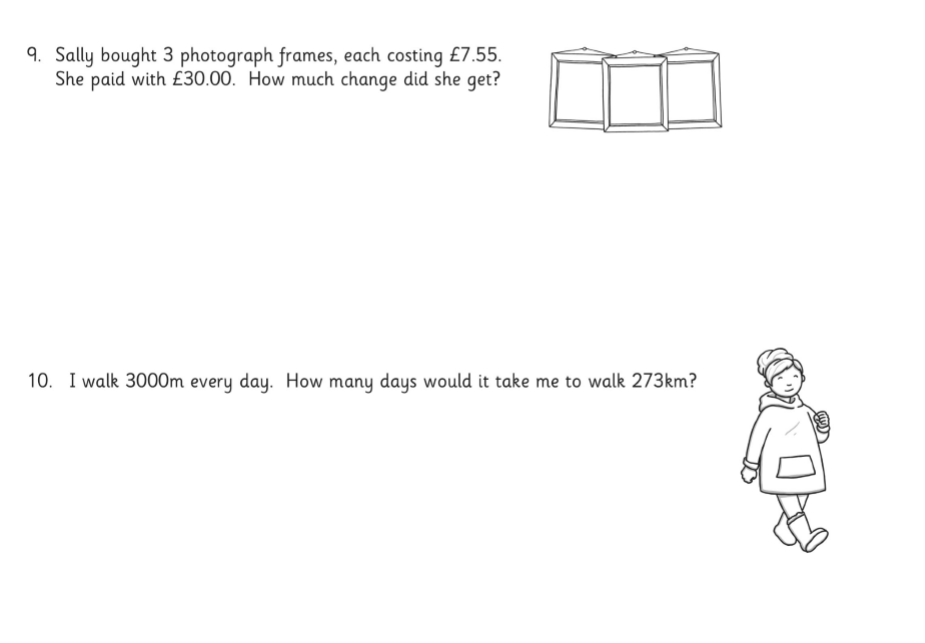 9. Sally bought 3 photograph frames, each costing £7.55.
She paid with £30.00. How much change did she get?
10. I walk 3000m every day. How many days would it take me to walk 273km?